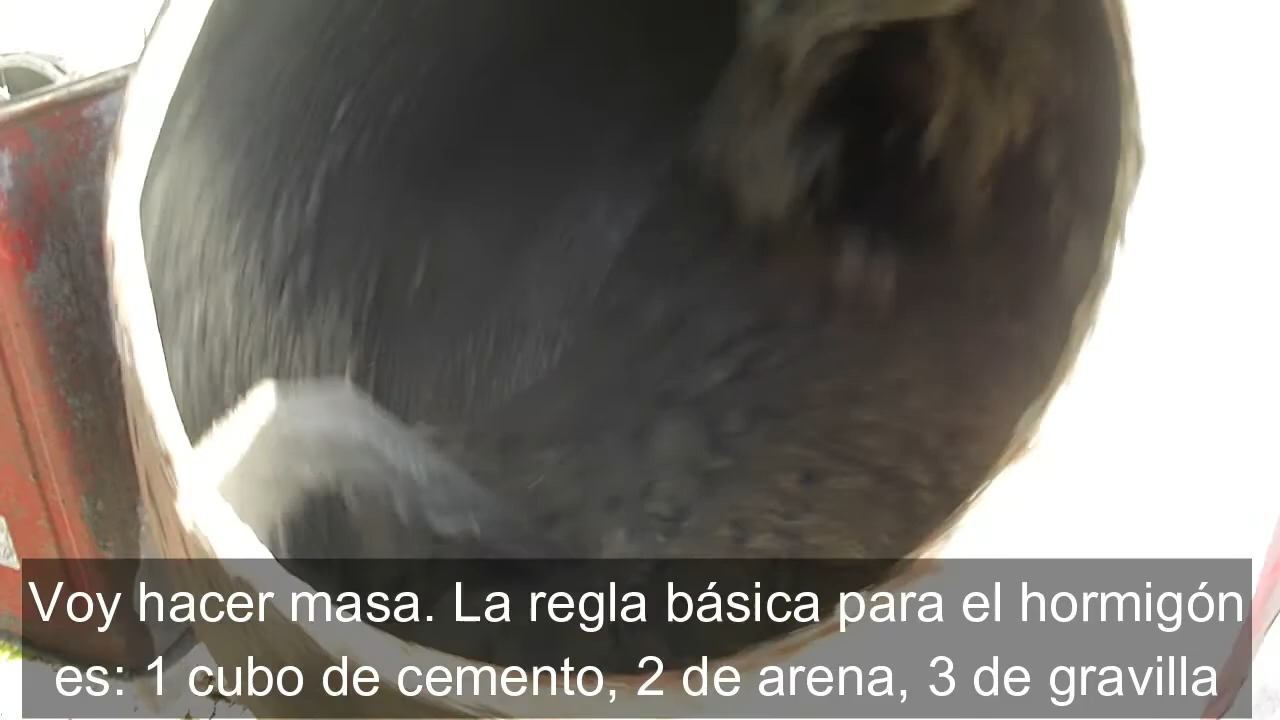 Voy hacer masa. La regla básica para el hormigón
es: 1 cubo de cemento, 2 de arena, 3 de gravilla